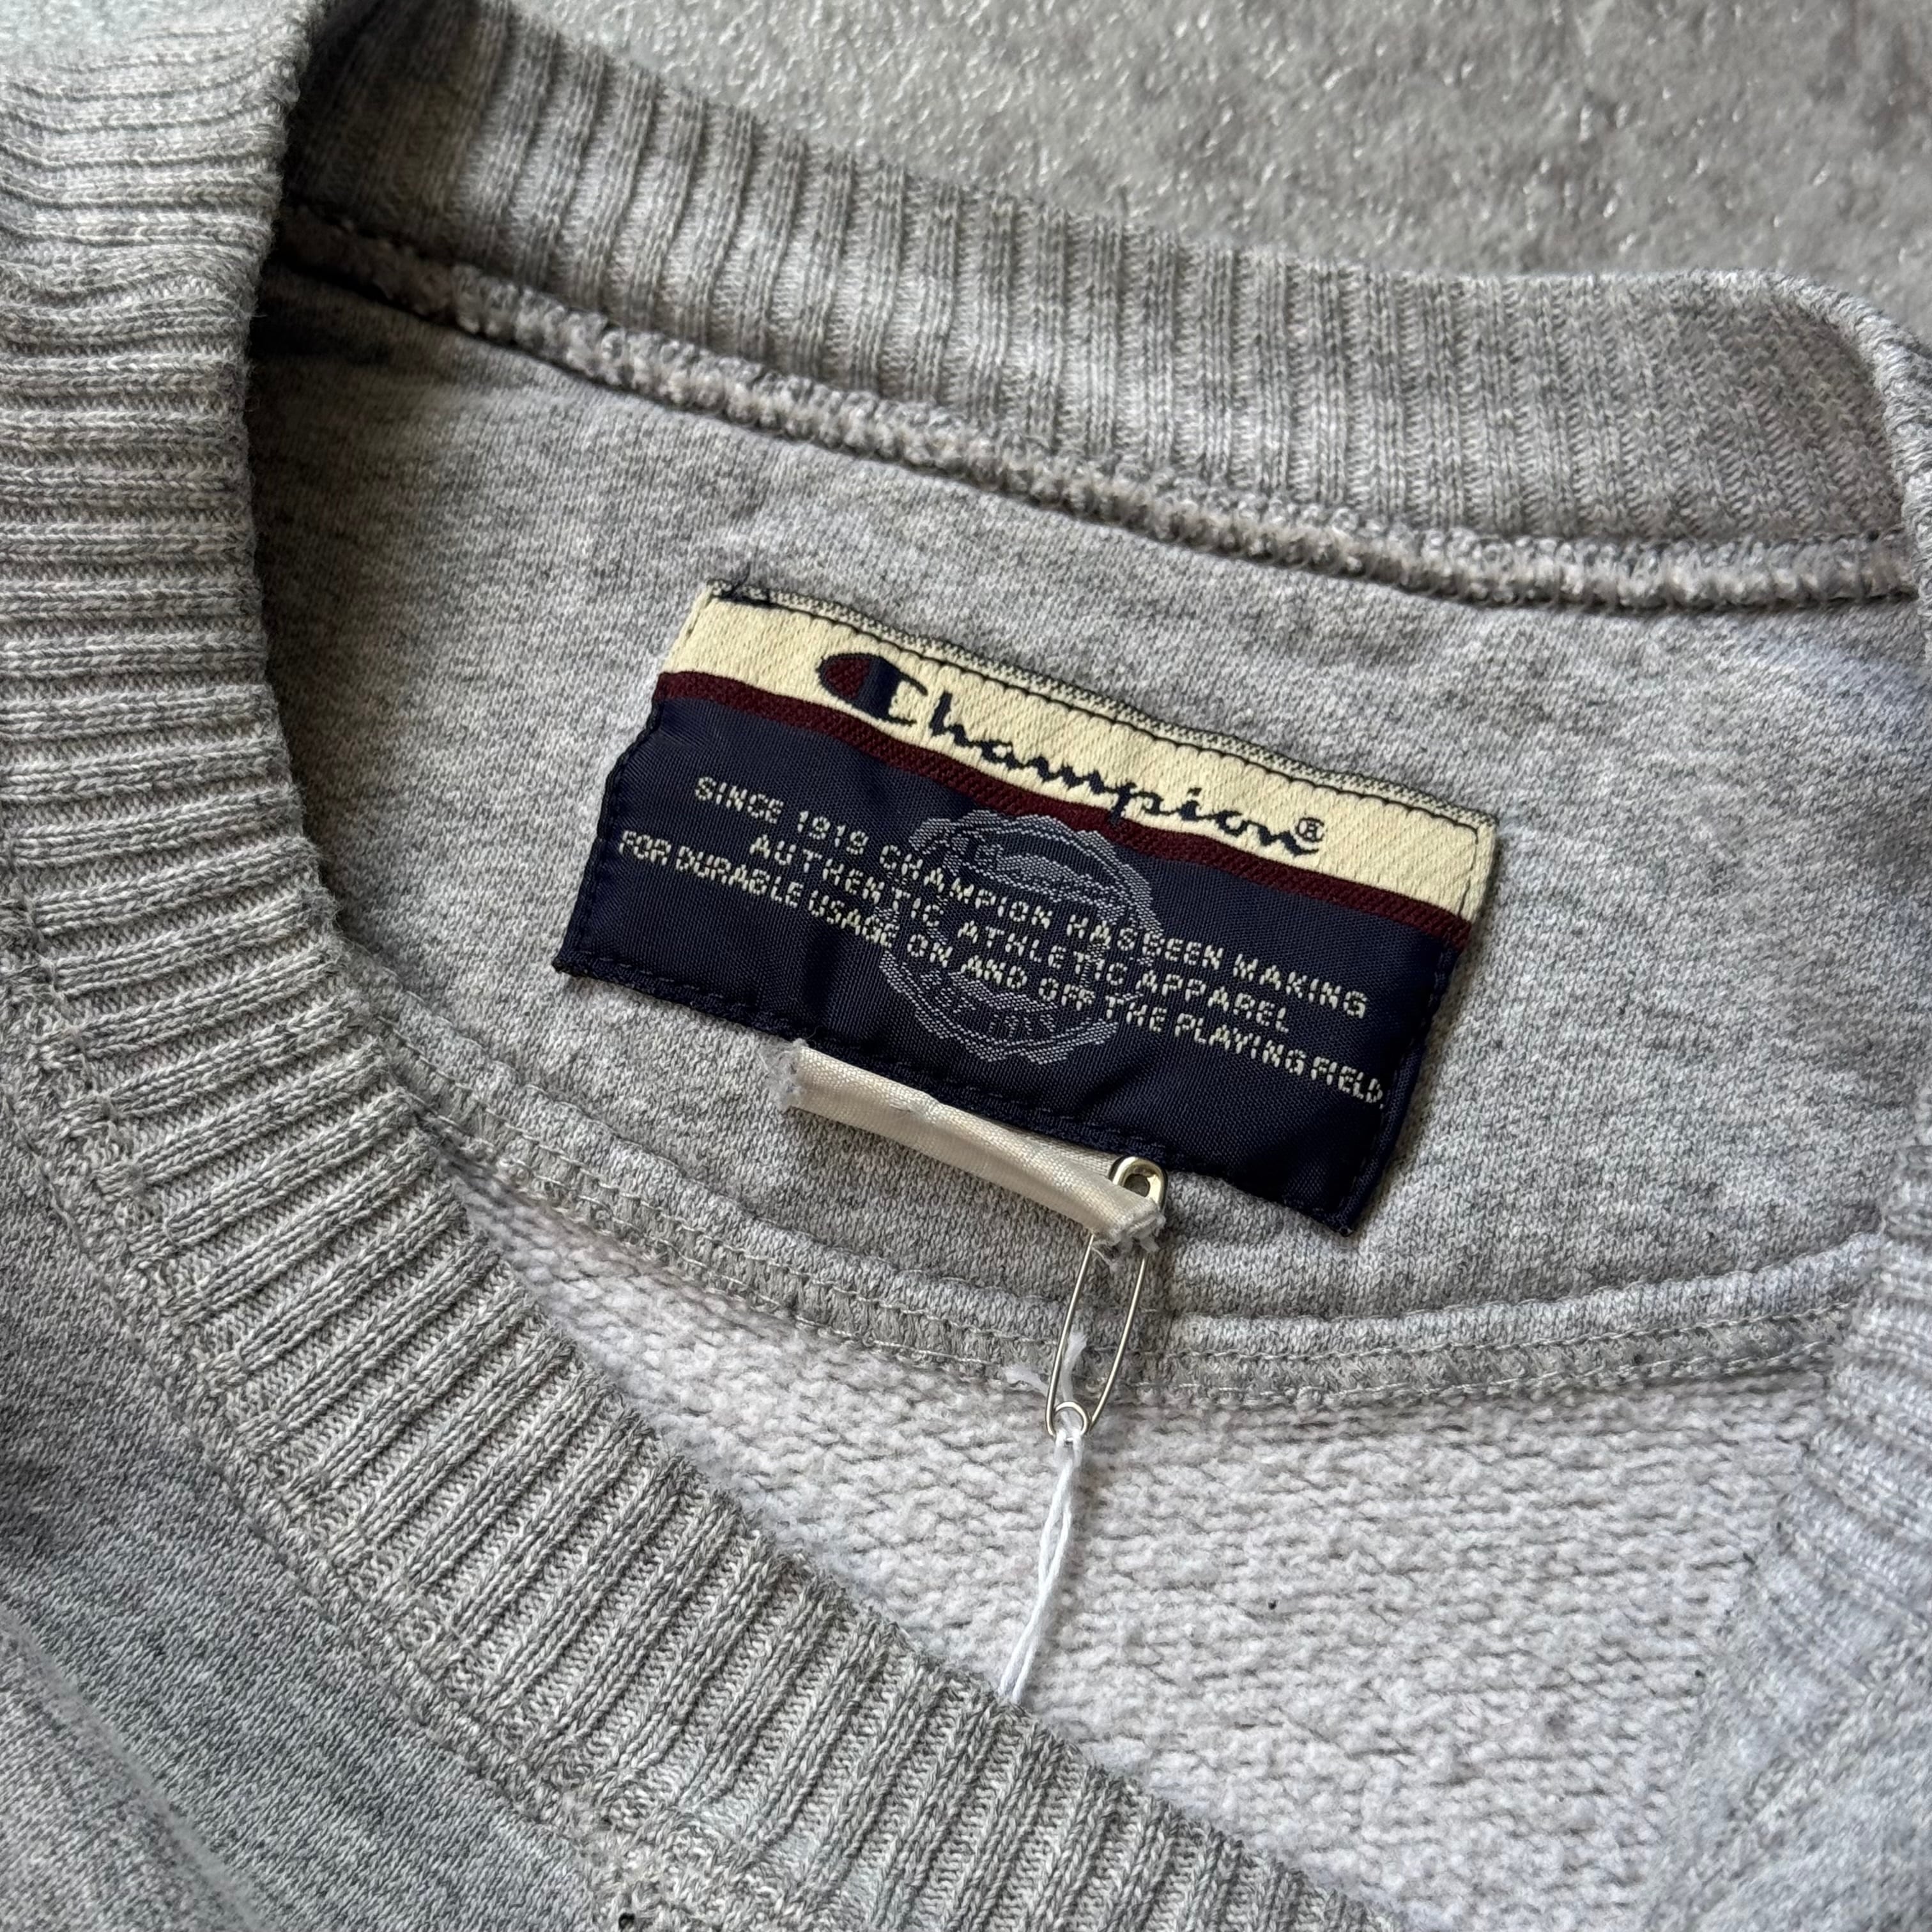 Champion®
SINCE 1919 CHAMPION HAS BEEN MAKING
AUTHENTIC ATHLETIC APPAREL
FOR DURABLE USAGE ON AND OFF THE PLAYING FIELD.